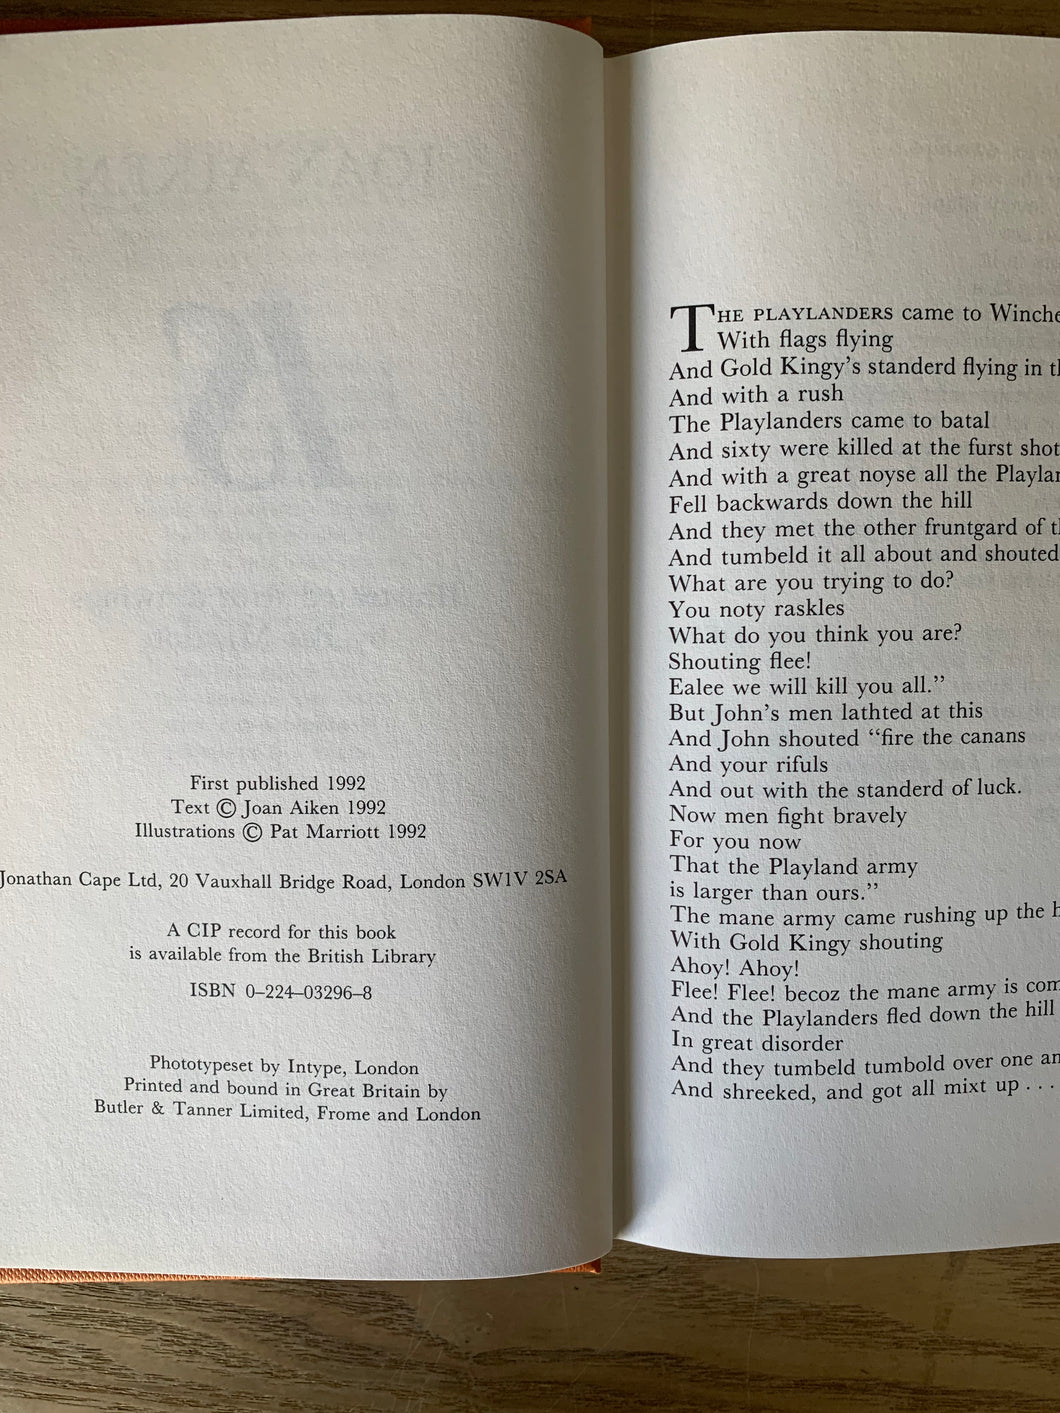 First published 1992
Text © Joan Aiken 1992
Illustrations © Pat Marriott 1992
Jonathan Cape Ltd, 20 Vauxhall Bridge Road, London SW1V 2SA
A CIP record for this book
is available from the British Library
ISBN 0–224–03296–8
Phototypeset by Intype, London
Printed and bound in Great Britain by
Butler & Tanner Limited, Frome and London
THE PLAYLANDERS came to Winche
With flags flying
And Gold Kingy's standerd flying in th
And with a rush
The Playlanders came to batal
And sixty were killed at the furst shot
And with a great noyse all the Playlan
Fell backwards down the hill
And they met the other fruntgard of th
And tumbeld it all about and shouted
What are you trying to do?
You noty raskles
What do you think you are?
Shouting flee!
Ealee we will kill you all."
But John's men lathted at this
And John shouted "fire the canans
And your rifuls
And out with the standerd of luck.
Now men fight bravely
For you now
That the Playland army
is larger than ours."
The mane army came rushing up the h
With Gold Kingy shouting
Ahoy! Ahoy!
Flee! Flee! becoz the mane army is com
And the Playlanders fled down the hill
In great disorder
And they tumbeld tumbold over one an
And shreeked, and got all mixt up . . .